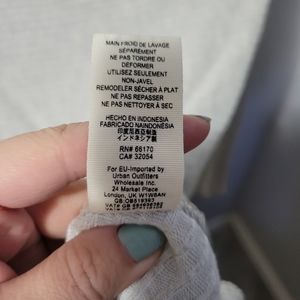 MAIN FROID DE LAVAGE
SÉPAREMENT
NE PAS TORDRE OU
DÉFORMER
UTILISEZ SEULEMENT
NON-JAVEL
REMODELER SÉCHER À PLAT
NE PAS REPASSER
NE PAS NETTOYER À SEC
HECHO EN INDONESIA
FABRICADO NAINDONÉSIA
印度尼西亚制造
インドネシア製
RN# 66170
CA# 32054
For EU-Imported by
Urban Outfitters
Wholesale Inc.
24 Market Place
London, UK W1W8AN